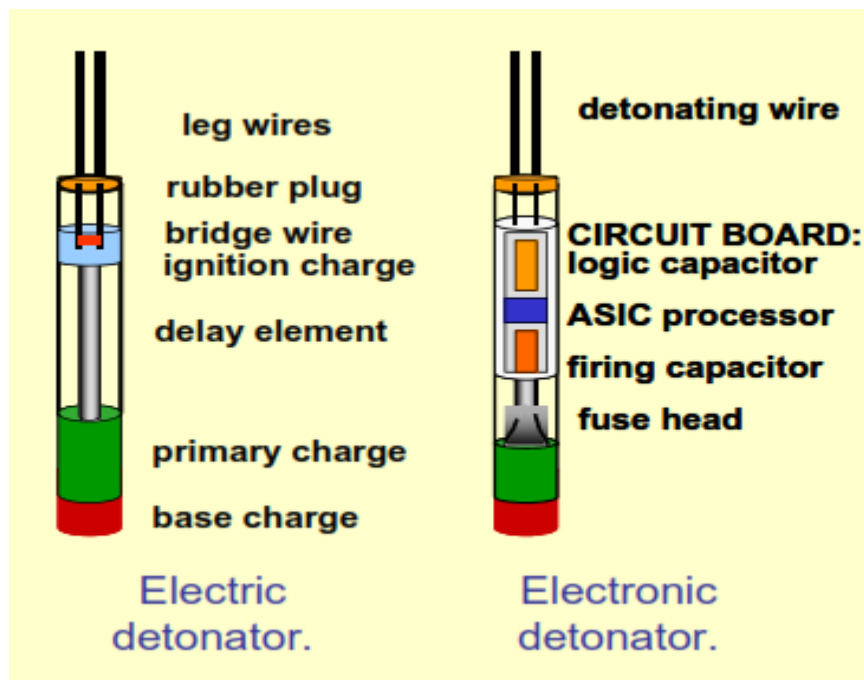 leg wires
rubber plug
bridge wire
ignition charge
delay element
primary charge
base charge
Electric
detonator.
detonating wire
CIRCUIT BOARD:
logic capacitor
ASIC processor
firing capacitor
fuse head
Electronic
detonator.